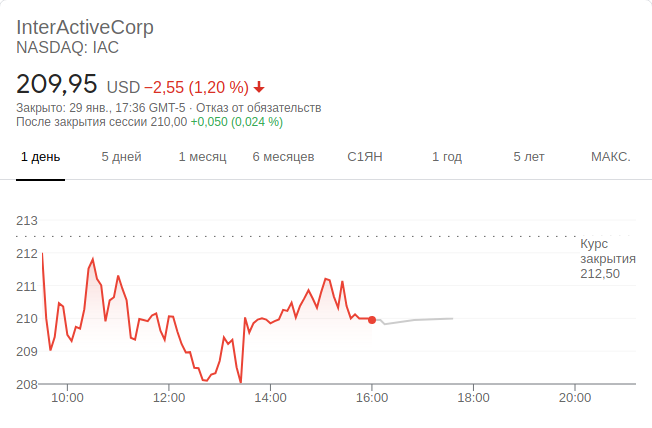 InterActiveCorp
NASDAQ: IAC
209,95 USD −2,55 (1,20 %)
Закрыто: 29 янв., 17:36 GMT-5 · Отказ от обязательств
После закрытия сессии 210,00 +0,050 (0,024 %)
1 день 5 дней 1 месяц 6 месяцев С1ЯН 1 год 5 лет МАКС.
213
Курс
закрытия
212,50
212
211
210
209
208
10:00 12:00 14:00 16:00 18:00 20:00